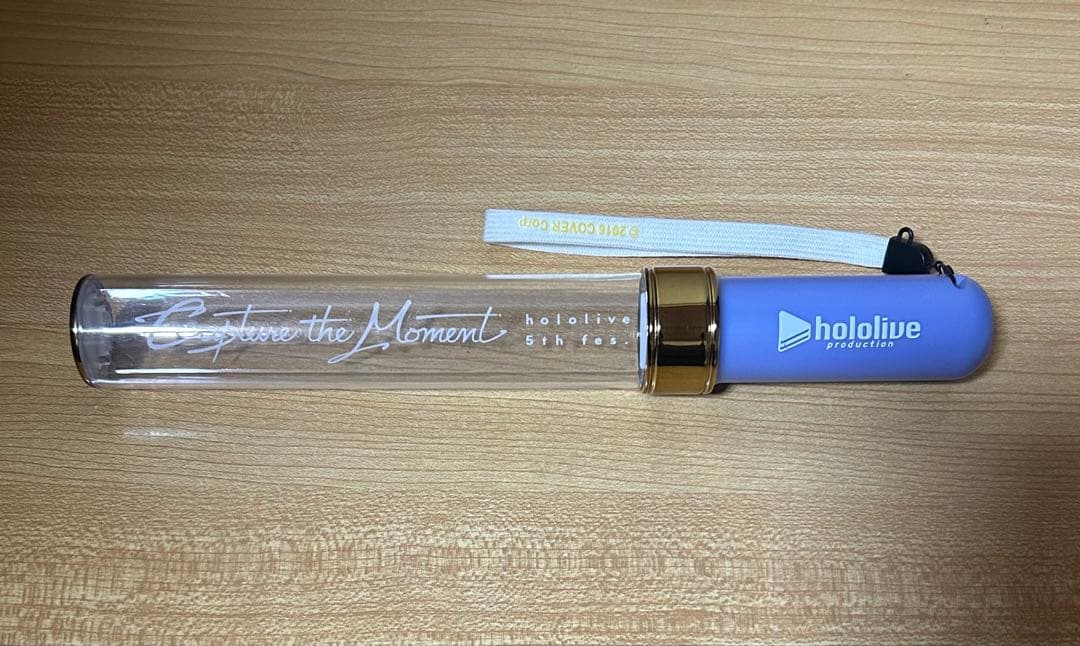 © 2016 COVER Corp
Capture the Moment
hololive
5th fes.
hololive
production